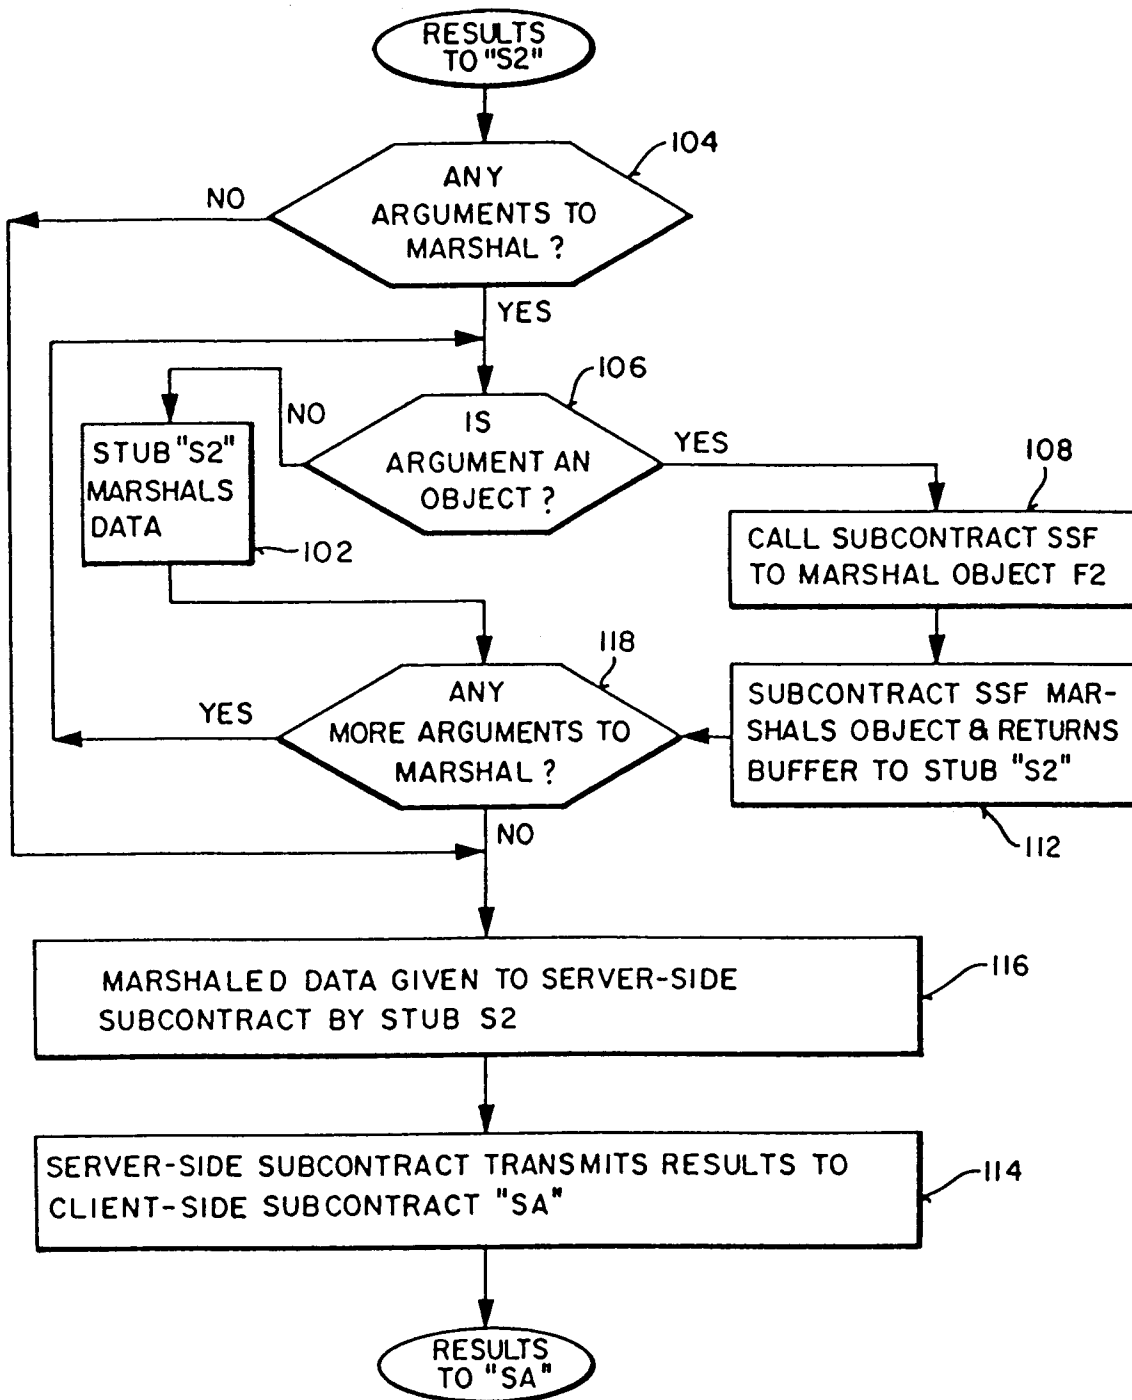 RESULTS
TO "S2"
104
NO
ANY
ARGUMENTS TO
MARSHAL ?
YES
106
NO
IS
ARGUMENT AN
OBJECT ?
YES
STUB "S2"
MARSHALS
DATA
102
108
CALL SUBCONTRACT SSF
TO MARSHAL OBJECT F2
118
YES
ANY
MORE ARGUMENTS TO
MARSHAL ?
SUBCONTRACT SSF MAR-
SHALS OBJECT & RETURNS
BUFFER TO STUB "S2"
NO
112
MARSHALED DATA GIVEN TO SERVER-SIDE
SUBCONTRACT BY STUB S2
116
SERVER-SIDE SUBCONTRACT TRANSMITS RESULTS TO
CLIENT-SIDE SUBCONTRACT "SA"
114
RESULTS
TO "SA"